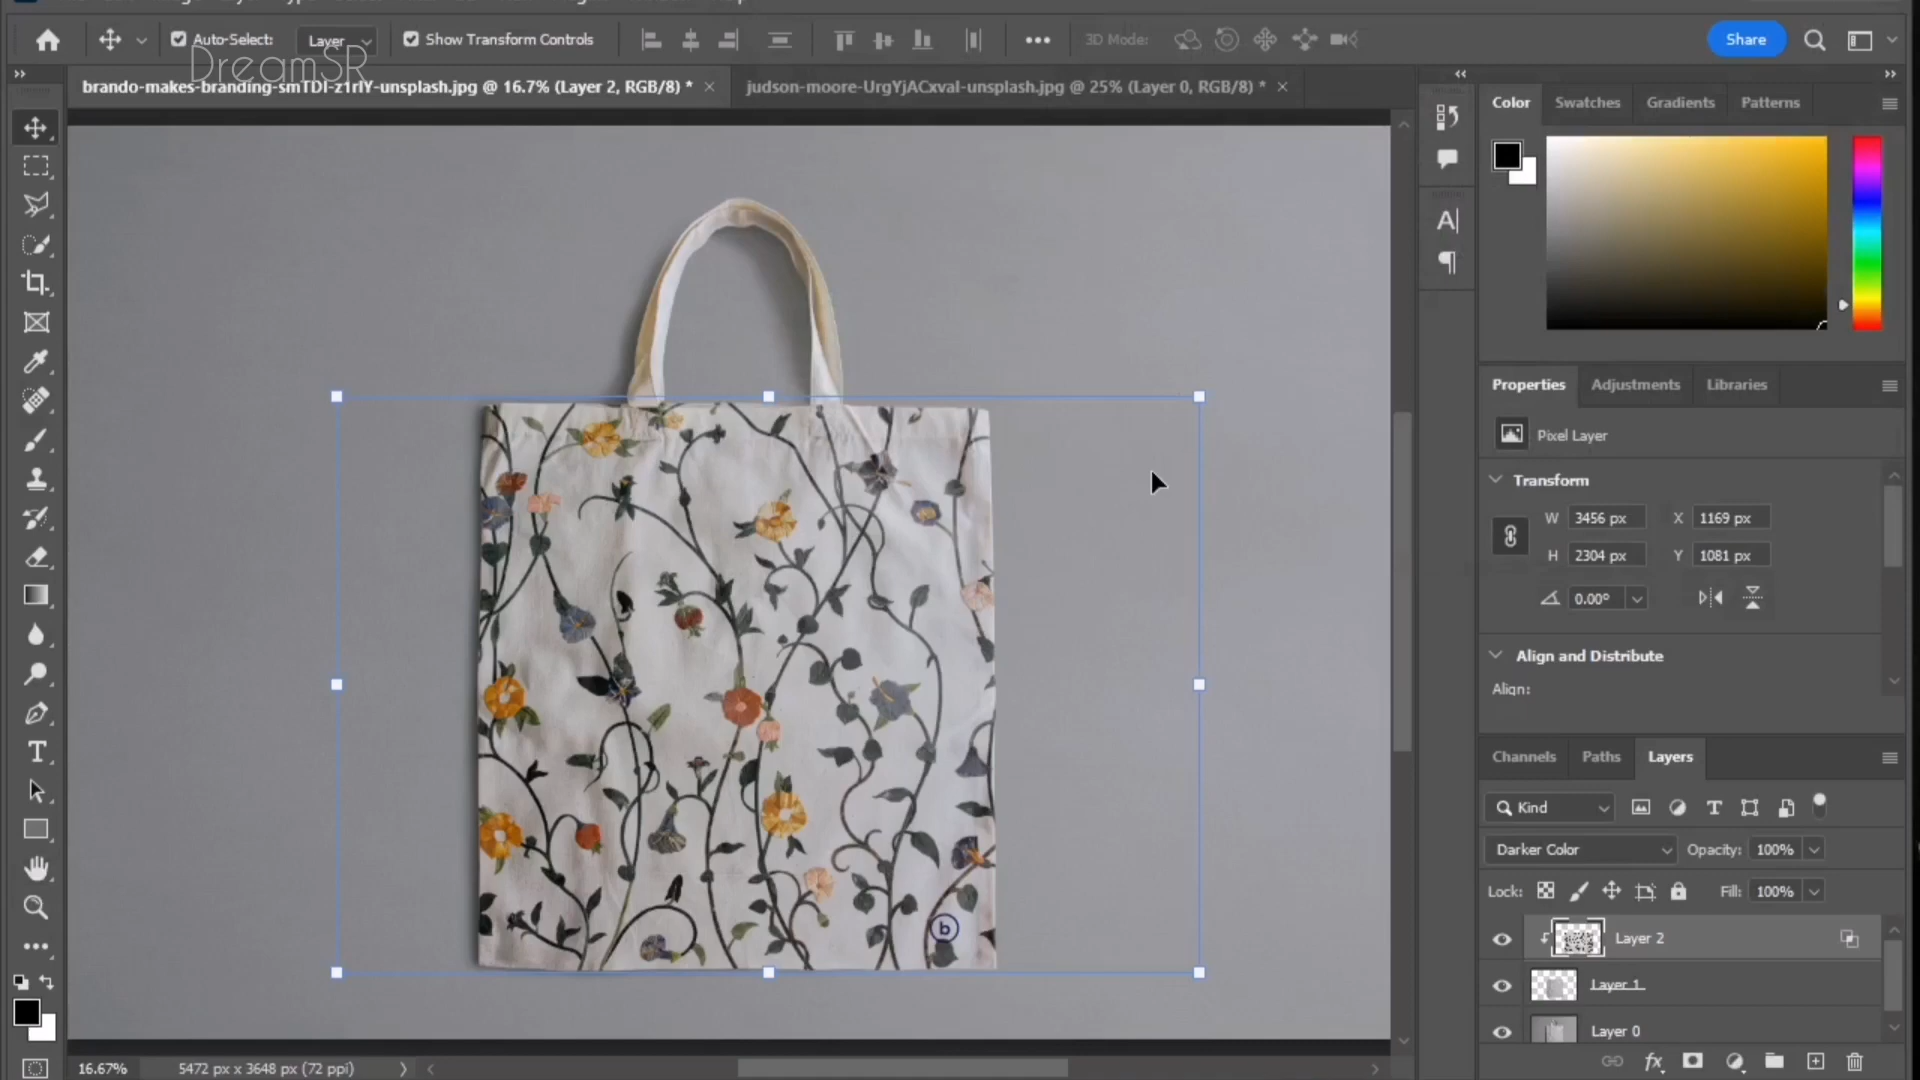 Auto-Select: Layer Show Transform Controls 3D Mode: Share
DreamSR
brando-makes-branding-smTDI-z1rlY-unsplash.jpg @ 16.7% (Layer 2, RGB/8) * judson-moore-UrgYjACxvaI-unsplash.jpg @ 25% (Layer 0, RGB/8) *
Color Swatches Gradients Patterns
Properties Adjustments Libraries
Pixel Layer
Transform
W 3456 px X 1169 px
H 2304 px Y 1081 px
0.00°
Align and Distribute
Align:
Channels Paths Layers
Kind
Darker Color Opacity: 100%
Lock: Fill: 100%
Layer 2
Layer 1
Layer 0
b
16.67% 5472 px x 3648 px (72 ppi)